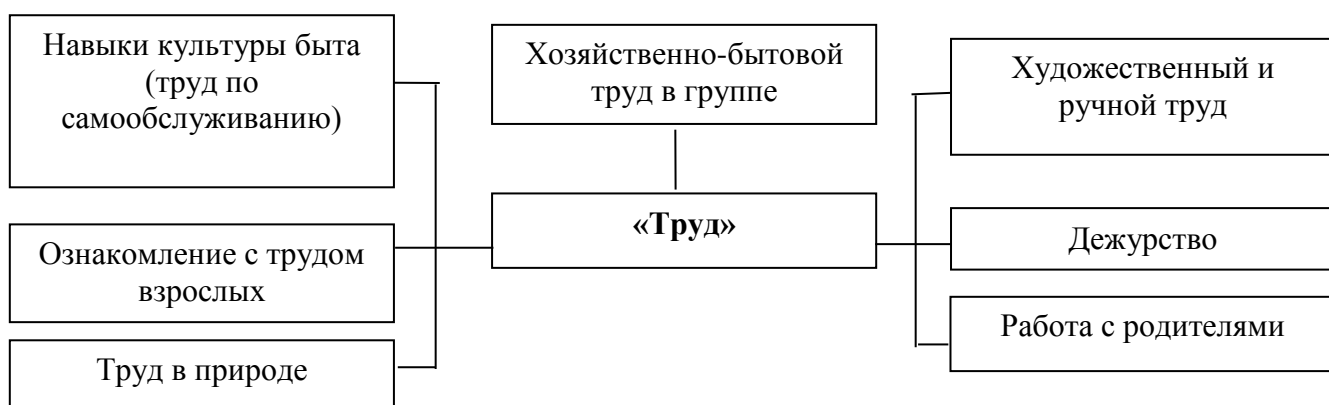 Навыки культуры быта
(труд по
самообслуживанию)
Хозяйственно-бытовой
труд в группе
Художественный и
ручной труд
«Труд»
Ознакомление с трудом
взрослых
Дежурство
Труд в природе
Работа с родителями